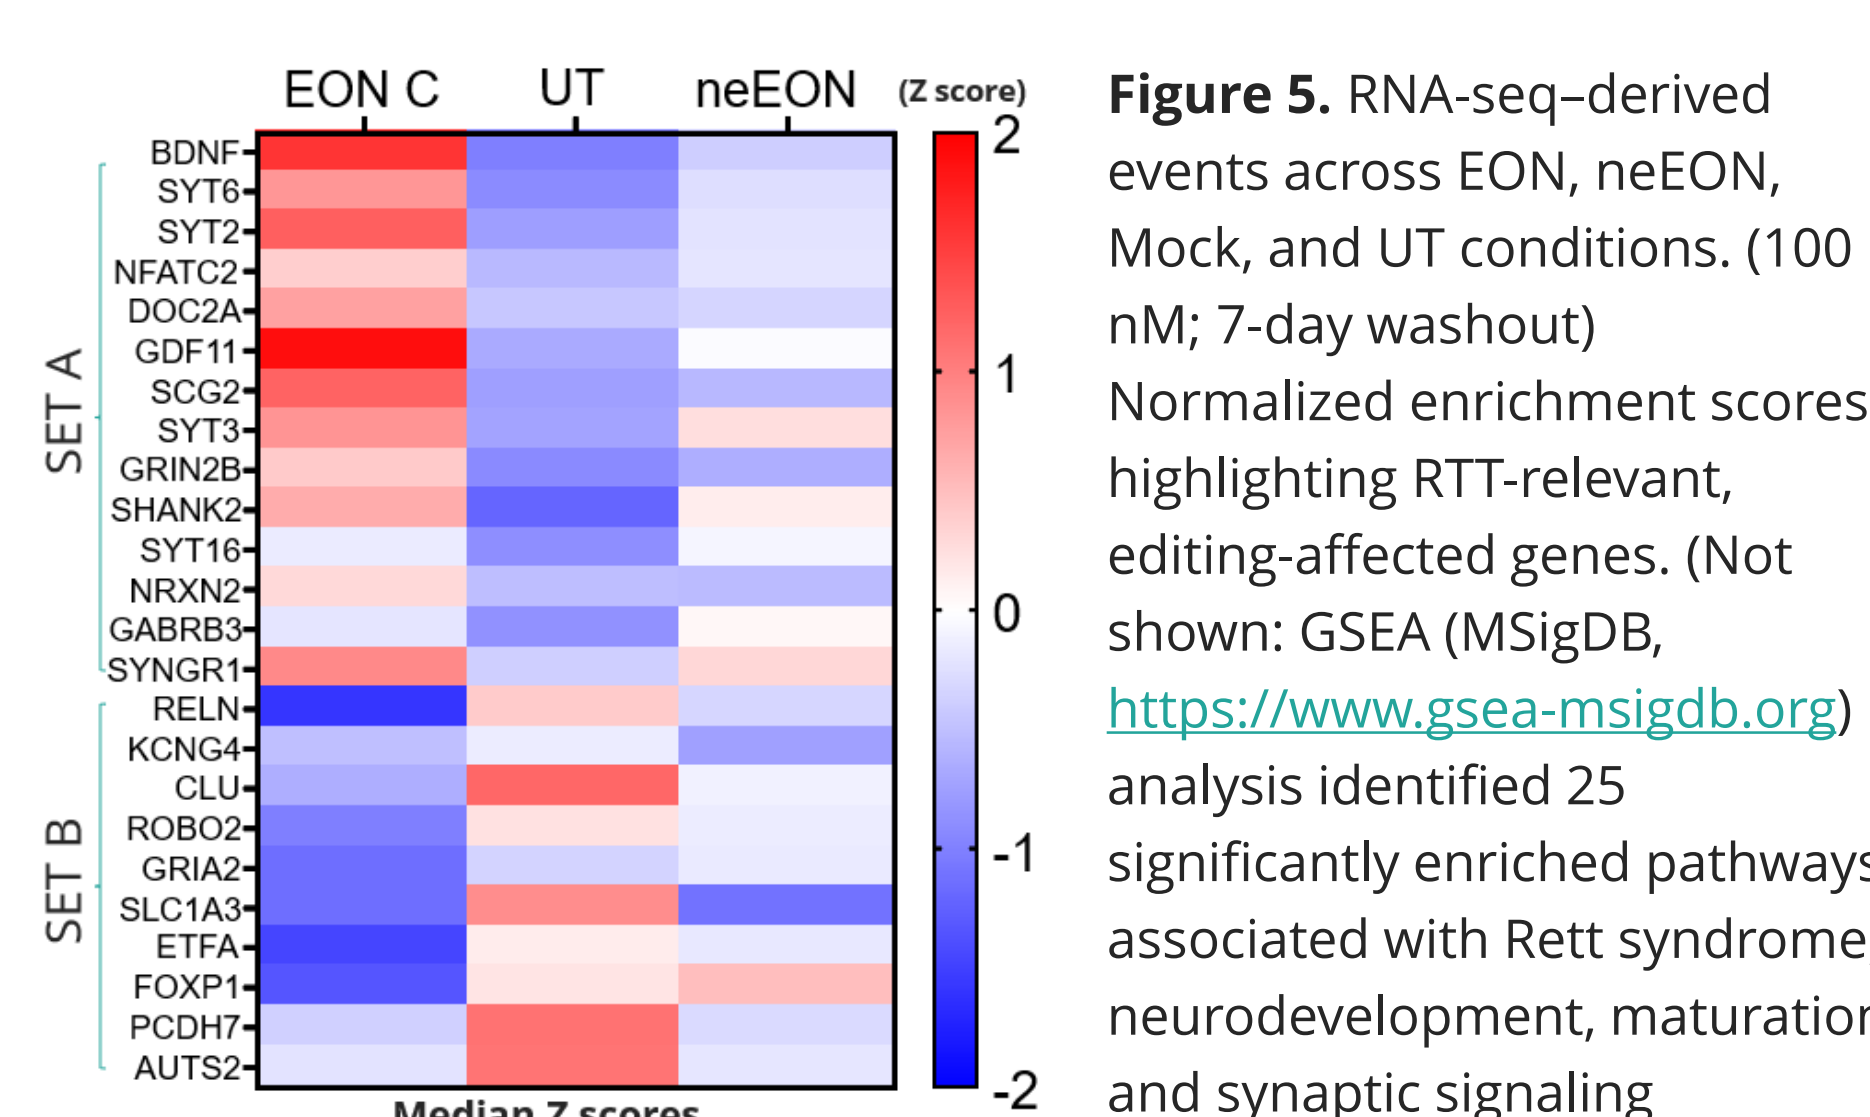 EON C UT neEON (Z score)
BDNF
SYT6
SYT2
NFATC2
DOC2A
GDF11
SCG2
SYT3
GRIN2B
SHANK2
SYT16
NRXN2
GABRB3
SYNGR1
RELN
KCNG4
CLU
ROBO2
GRIA2
SLC1A3
ETFA
FOXP1
PCDH7
AUTS2
SET A
SET B
2
1
0
-1
-2
Median Z scores
Figure 5. RNA-seq–derived
events across EON, neEON,
Mock, and UT conditions. (100
nM; 7-day washout)
Normalized enrichment scores
highlighting RTT-relevant,
editing-affected genes. (Not
shown: GSEA (MSigDB,
https://www.gsea-msigdb.org)
analysis identified 25
significantly enriched pathways
associated with Rett syndrome,
neurodevelopment, maturation
and synaptic signaling